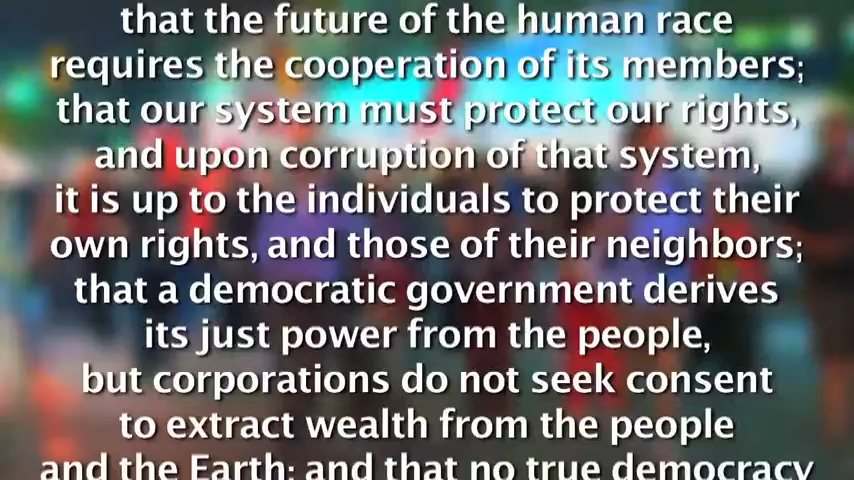 that the future of the human race
requires the cooperation of its members;
that our system must protect our rights,
and upon corruption of that system,
it is up to the individuals to protect their
own rights, and those of their neighbors;
that a democratic government derives
its just power from the people,
but corporations do not seek consent
to extract wealth from the people
and the Earth; and that no true democracy